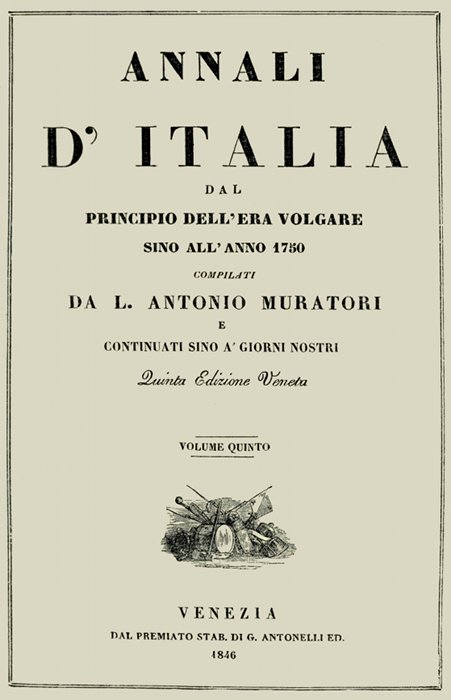 ANNALI
D' ITALIA
DAL
PRINCIPIO DELL'ERA VOLGARE
SINO ALL'ANNO 1750
COMPILATI
DA L. ANTONIO MURATORI
E
CONTINUATI SINO A' GIORNI NOSTRI
Quinta Edizione Veneta
VOLUME QUINTO
VENEZIA
DAL PREMIATO STAB. DI G. ANTONELLI ED.
1846